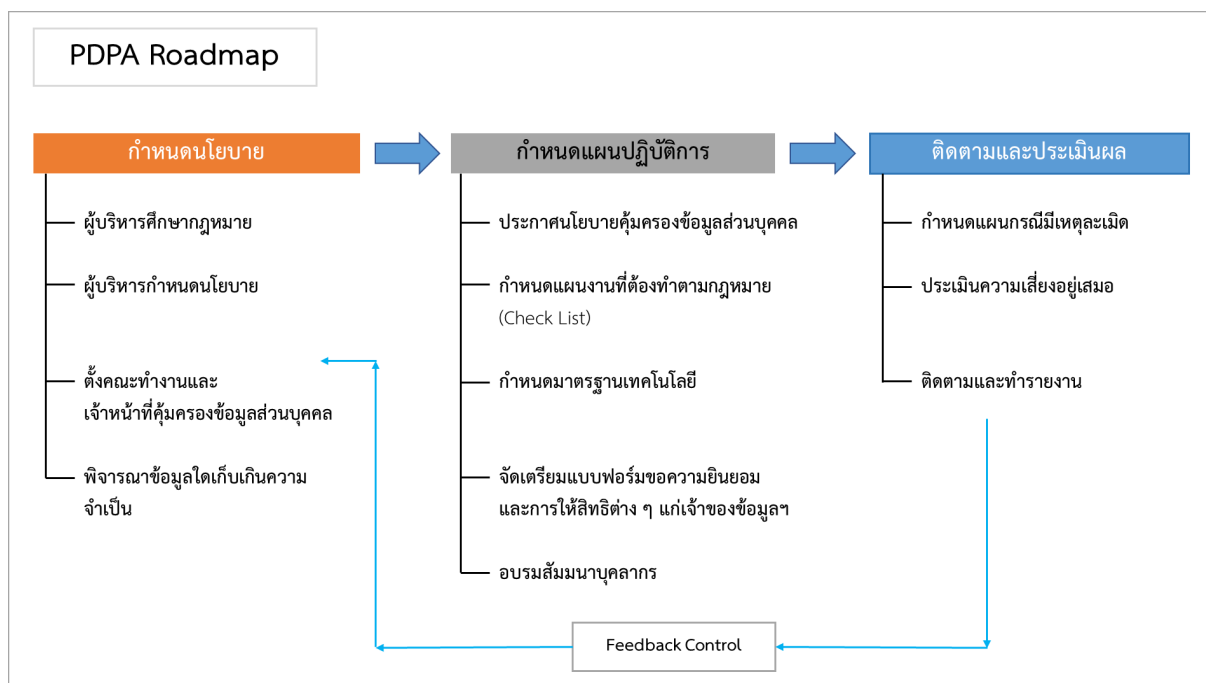 PDPA Roadmap
กำหนดนโยบาย
ผู้บริหารศึกษากฎหมาย
ผู้บริหารกำหนดนโยบาย
ตั้งคณะทำงานและ
เจ้าหน้าที่คุ้มครองข้อมูลส่วนบุคคล
พิจารณาข้อมูลใดเก็บเกินความ
จำเป็น
กำหนดแผนปฏิบัติการ
ประกาศนโยบายคุ้มครองข้อมูลส่วนบุคคล
กำหนดแผนงานที่ต้องทำตามกฎหมาย
(Check List)
กำหนดมาตรฐานเทคโนโลยี
จัดเตรียมแบบฟอร์มขอความยินยอม
และการให้สิทธิต่าง ๆ แก่เจ้าของข้อมูลฯ
อบรมสัมมนาบุคลากร
ติดตามและประเมินผล
กำหนดแผนกรณีมีเหตุละเมิด
ประเมินความเสี่ยงอยู่เสมอ
ติดตามและทำรายงาน
Feedback Control